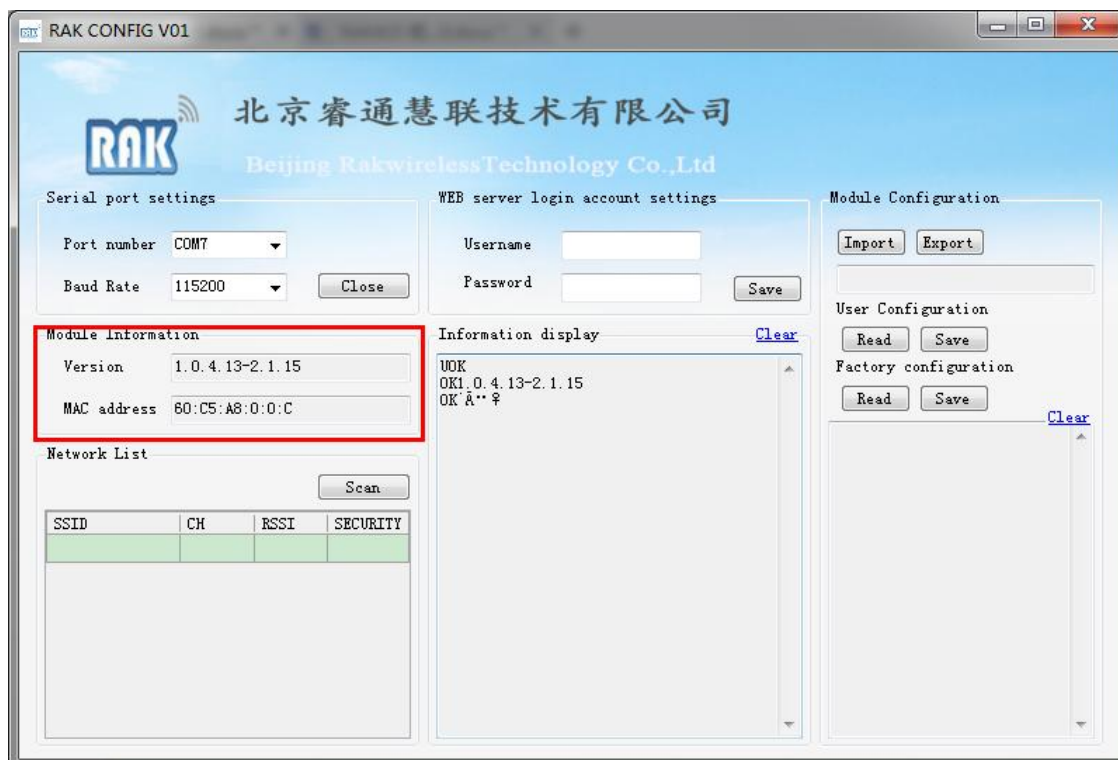 RAK CONFIG V01
RAK
北京睿通慧联技术有限公司
Beijing RakwirelessTechnology Co.,Ltd
Serial port settings
Port number COM7
Baud Rate 115200 Close
WEB server login account settings
Username
Password Save
Module Configuration
Import Export
User Configuration
Read Save
Factory configuration
Read Save
Clear
Module Information
Version 1.0.4.13-2.1.15
MAC address 60:C5:A8:0:0:C
Information display Clear
UOK
OK1.0.4.13-2.1.15
OK`Ä··♀
Network List
Scan
SSID CH RSSI SECURITY